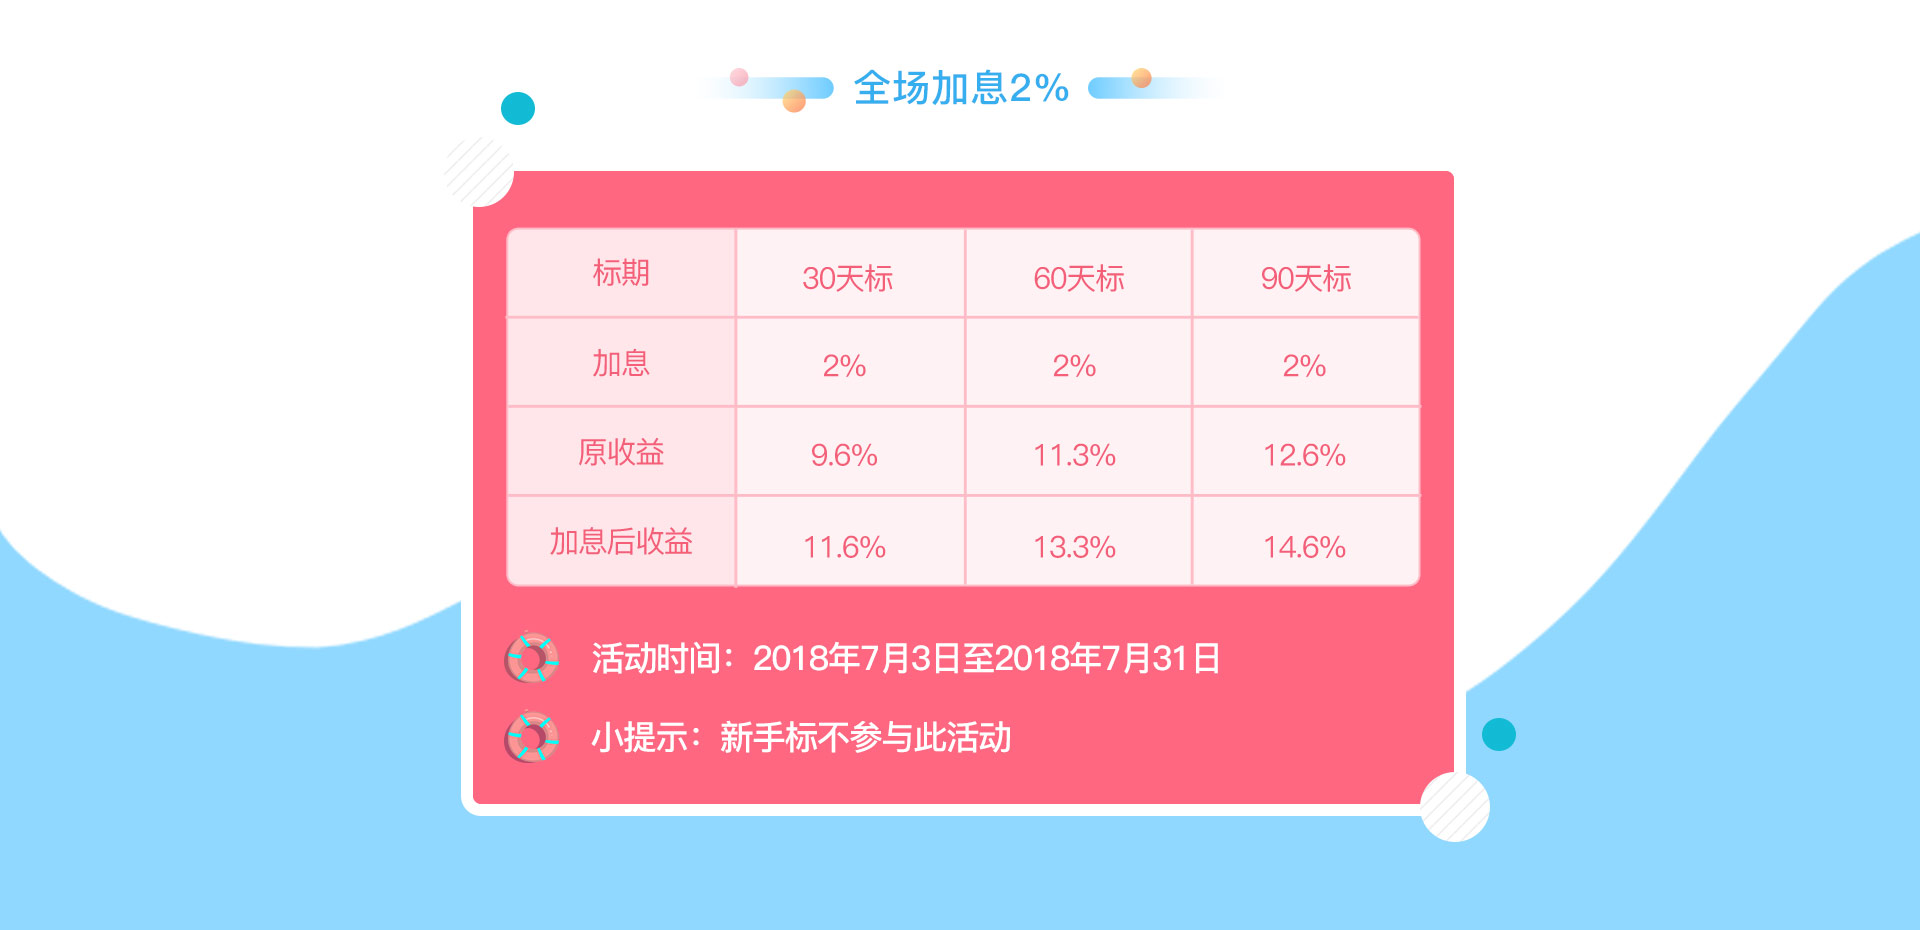 全场加息2%
标期 30天标 60天标 90天标
加息 2% 2% 2%
原收益 9.6% 11.3% 12.6%
加息后收益 11.6% 13.3% 14.6%
活动时间：2018年7月3日至2018年7月31日
小提示：新手标不参与此活动